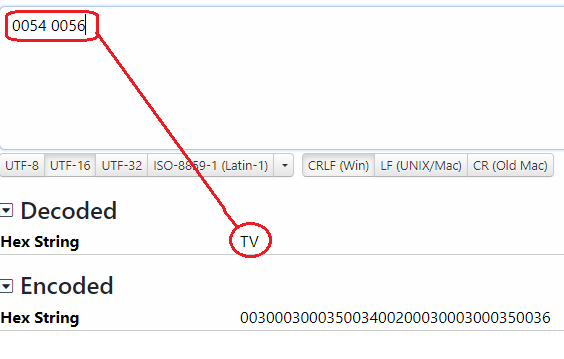 0054 0056
UTF-8 UTF-16 UTF-32 ISO-8859-1 (Latin-1) CRLF (Win) LF (UNIX/Mac) CR (Old Mac)
Decoded
Hex String TV
Encoded
Hex String 003000300035003400200030003000350036